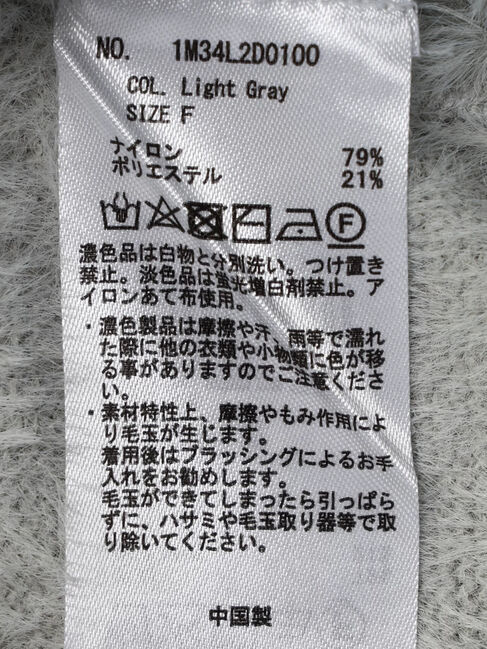 NO. 1M34L2D0100
COL. Light Gray
SIZE F
ナイロン 79%
ポリエステル 21%
F
濃色品は白物と分別洗い。つけ置き
禁止。淡色品は蛍光増白剤禁止。ア
イロンあて布使用。
・濃色製品は摩擦や汗、雨等で濡れ
た際に他の衣類や小物類に色が移
る事がありますのでご注意くださ
い。
・素材特性上、摩擦やもみ作用によ
り毛玉が生じます。
着用後はブラッシングによるお手
入れをお勧めします。
毛玉ができてしまったら引っぱら
ずに、ハサミや毛玉取り器等で取
り除いてください。
中国製